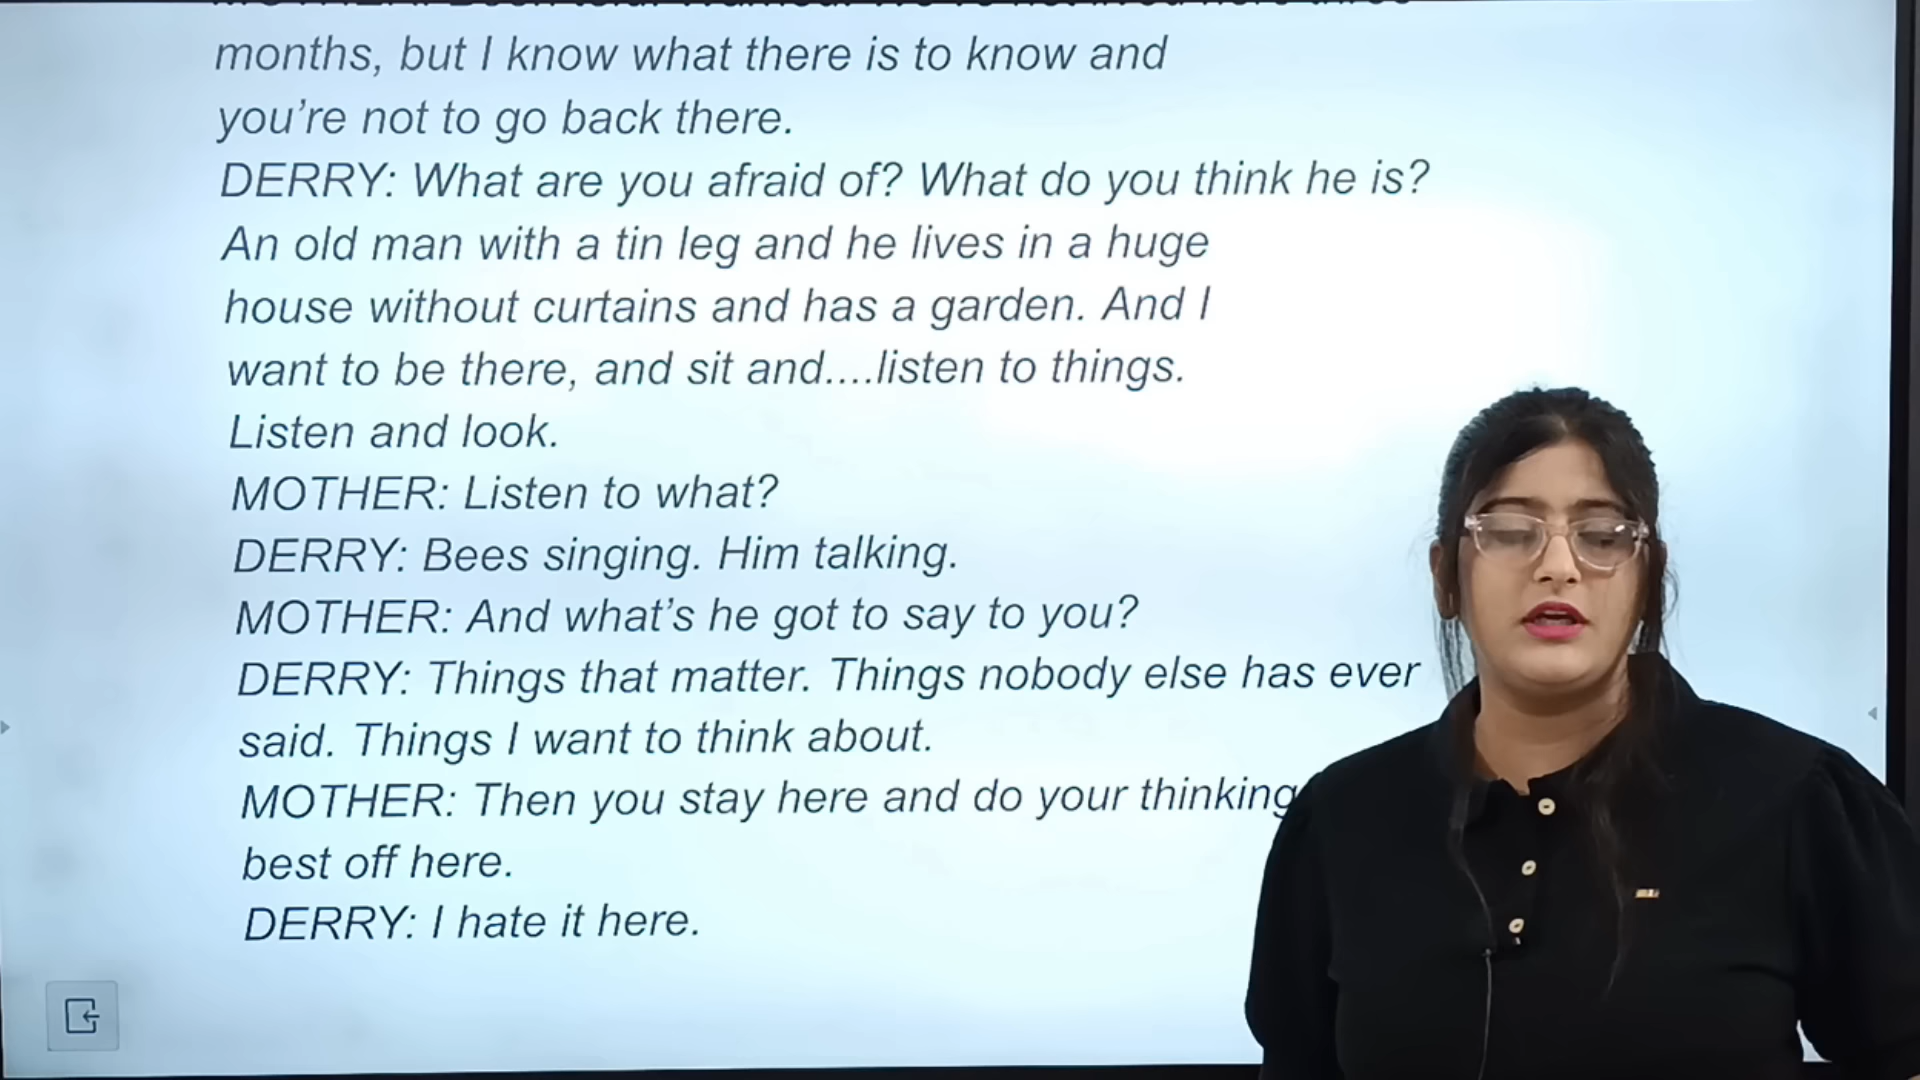 months, but I know what there is to know and
you're not to go back there.
DERRY: What are you afraid of? What do you think he is?
An old man with a tin leg and he lives in a huge
house without curtains and has a garden. And I
want to be there, and sit and....listen to things.
Listen and look.
MOTHER: Listen to what?
DERRY: Bees singing. Him talking.
MOTHER: And what's he got to say to you?
DERRY: Things that matter. Things nobody else has ever
said. Things I want to think about.
MOTHER: Then you stay here and do your thinking
best off here.
DERRY: I hate it here.